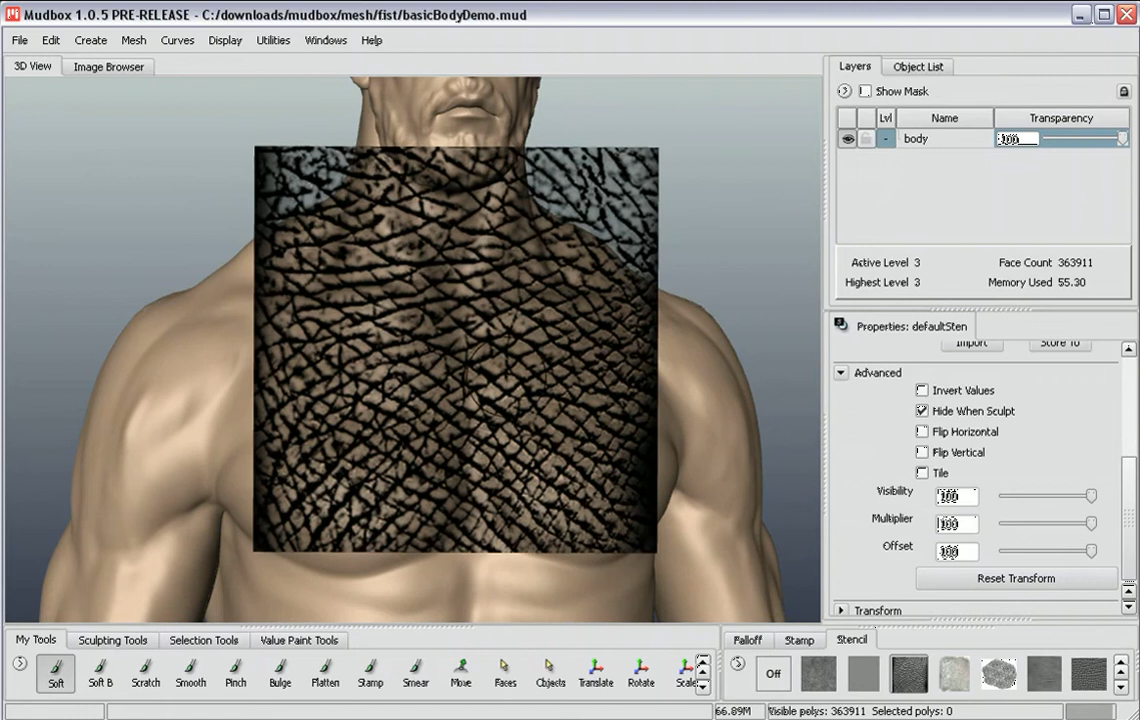 Mudbox 1.0.5 PRE-RELEASE - C:/downloads/mudbox/mesh/fist/basicBodyDemo.mud
File Edit Create Mesh Curves Display Utilities Windows Help
3D View Image Browser
Layers Object List
Show Mask
Lvl Name Transparency
- body 100
Active Level 3 Face Count 363911
Highest Level 3 Memory Used 55.30
Properties: defaultSten
Import Store To
Advanced
Invert Values
Hide When Sculpt
Flip Horizontal
Flip Vertical
Tile
Visibility 100
Multiplier 100
Offset 100
Reset Transform
Transform
My Tools Sculpting Tools Selection Tools Value Paint Tools
Falloff Stamp Stencil
Soft Soft B Scratch Smooth Pinch Bulge Flatten Stamp Smear Move Faces Objects Translate Rotate Scale
Off
66.89M Visible polys: 363911 Selected polys: 0